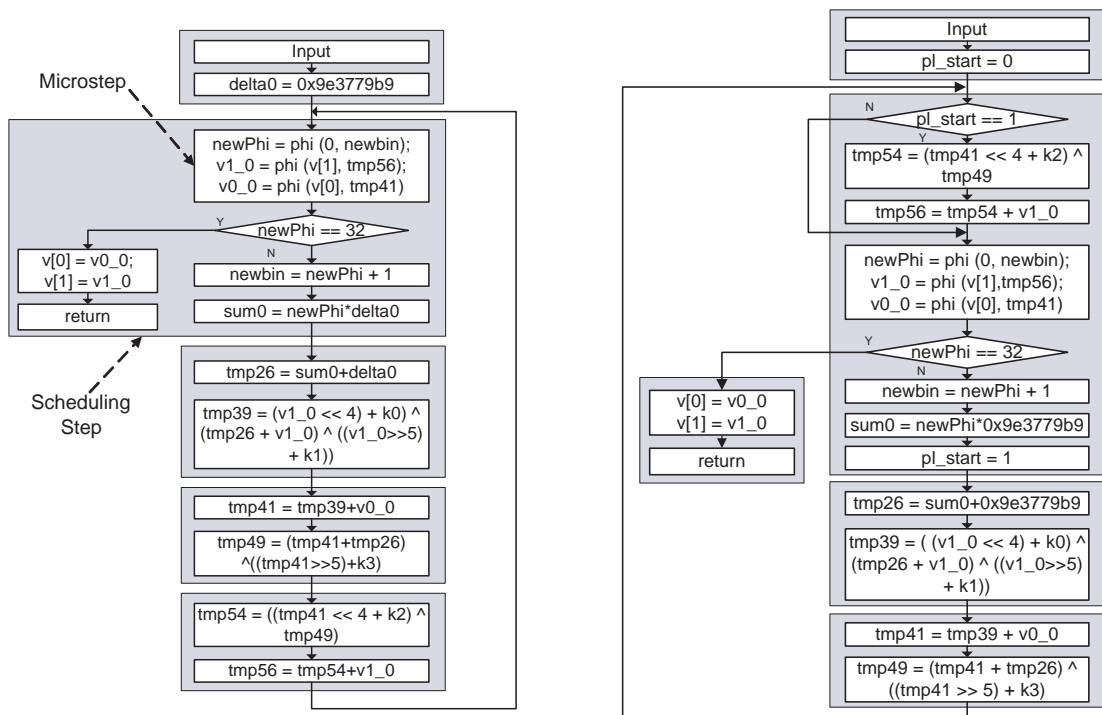 Input
delta0 = 0x9e3779b9
Microstep
newPhi = phi (0, newbin);
v1_0 = phi (v[1], tmp56);
v0_0 = phi (v[0], tmp41)
Y
newPhi == 32
N
v[0] = v0_0;
v[1] = v1_0
return
newbin = newPhi + 1
sum0 = newPhi*delta0
Scheduling
Step
tmp26 = sum0+delta0
tmp39 = (v1_0 << 4) + k0) ^
(tmp26 + v1_0) ^ ((v1_0>>5)
+ k1))
tmp41 = tmp39+v0_0
tmp49 = (tmp41+tmp26)
^((tmp41>>5)+k3)
tmp54 = ((tmp41 << 4 + k2) ^
tmp49)
tmp56 = tmp54+v1_0
Input
pl_start = 0
N
pl_start == 1
Y
tmp54 = (tmp41 << 4 + k2) ^
tmp49
tmp56 = tmp54 + v1_0
newPhi = phi (0, newbin);
v1_0 = phi (v[1],tmp56);
v0_0 = phi (v[0], tmp41)
Y
newPhi == 32
N
v[0] = v0_0
v[1] = v1_0
return
newbin = newPhi + 1
sum0 = newPhi*0x9e3779b9
pl_start = 1
tmp26 = sum0+0x9e3779b9
tmp39 = ( (v1_0 << 4) + k0) ^
(tmp26 + v1_0) ^ ((v1_0>>5)
+ k1))
tmp41 = tmp39 + v0_0
tmp49 = (tmp41 + tmp26) ^
((tmp41 >> 5) + k3)